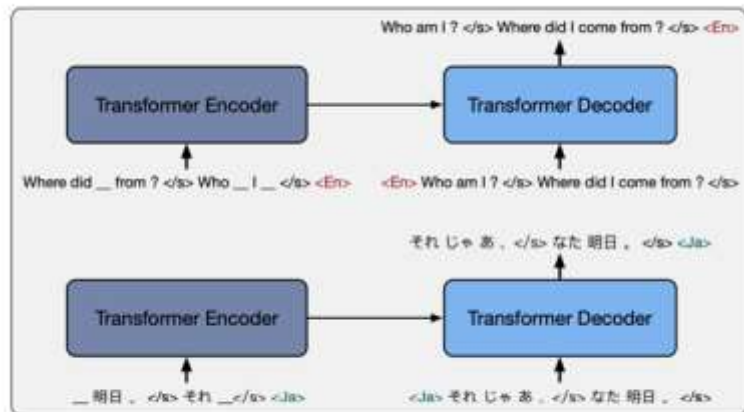 Who am I ? </s> Where did I come from ? </s> <En>
Transformer Encoder
Transformer Decoder
Where did __ from ? </s> Who __ I __ </s> <En>
<En> Who am I ? </s> Where did I come from ? </s>
それ じゃ あ . </s> なた 明日 。 </s> <Ja>
Transformer Encoder
Transformer Decoder
__ 明日 。 </s> それ __</s> <Ja>
<Ja> それ じゃ あ . </s> なた 明日 。 </s>